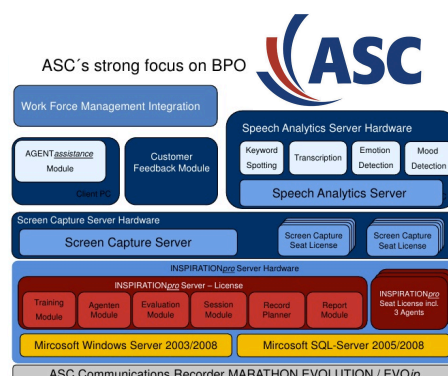 ASC
ASC´s strong focus on BPO
Work Force Management Integration
Speech Analytics Server Hardware
Keyword
Spotting
Transcription
Emotion
Detection
Mood
Detection
Speech Analytics Server
AGENTassistance
Module
Client PC
Customer
Feedback Module
Screen Capture Server Hardware
Screen Capture Server
Screen Capture
Seat License
Screen Capture
Seat License
INSPIRATIONpro Server Hardware
INSPIRATIONpro Server – License
Training
Module
Agenten
Module
Evaluation
Module
Session
Module
Record
Planner
Report
Module
INSPIRATIONpro
Seat License incl.
3 Agents
Mircosoft Windows Server 2003/2008
Mircosoft SQL-Server 2005/2008
ASC Communications Recorder MARATHON EVOLUTION / EVOip